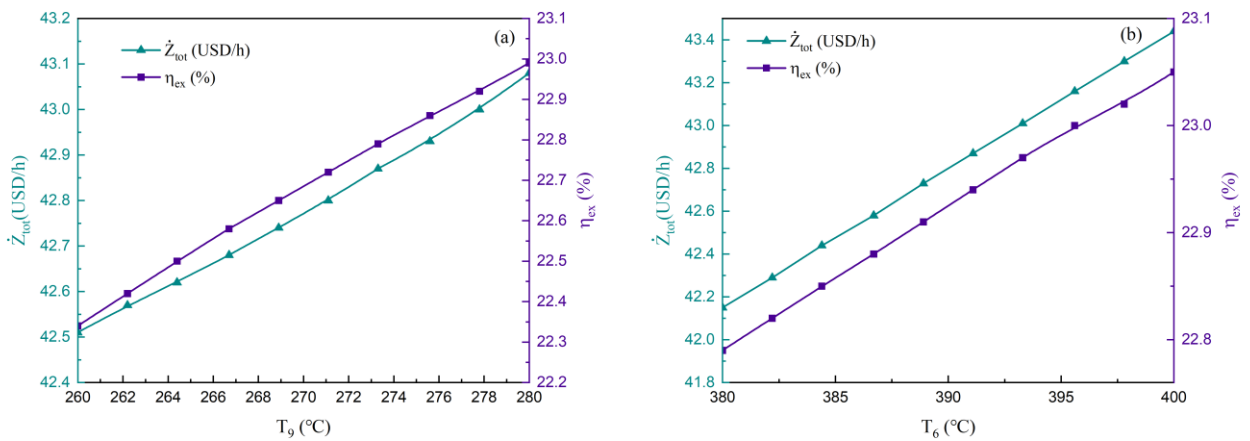 (a)
Ż_tot (USD/h)
η_ex (%)
43.2
43.1
43.0
42.9
42.8
42.7
42.6
42.5
42.4
Ż_tot(USD/h)
23.1
23.0
22.9
22.8
22.7
22.6
22.5
22.4
22.3
22.2
η_ex (%)
260 262 264 266 268 270 272 274 276 278 280
T_9 (℃)
(b)
Ż_tot (USD/h)
η_ex (%)
43.4
43.2
43.0
42.8
42.6
42.4
42.2
42.0
41.8
Ż_tot(USD/h)
23.1
23.0
22.9
22.8
η_ex (%)
380 385 390 395 400
T_6 (℃)